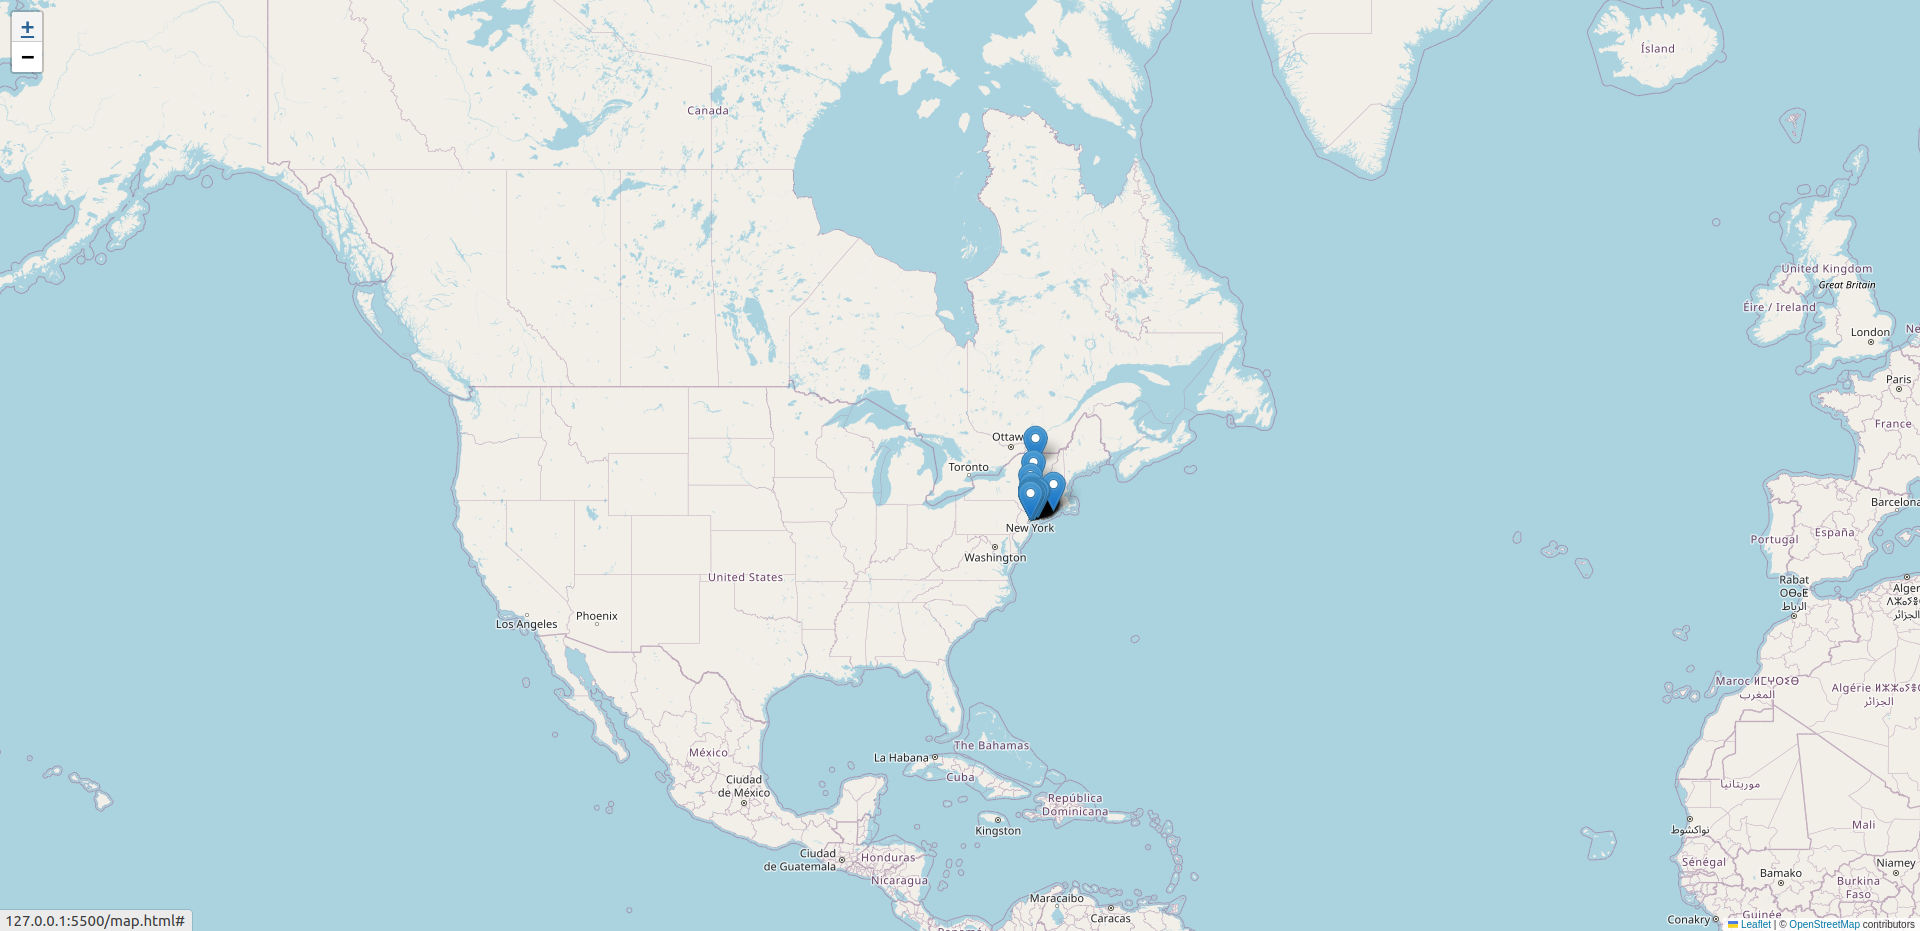 +
−
Ísland
Canada
United Kingdom
Great Britain
Éire / Ireland
London
Paris
France
Ottaw
Toronto
New York
Washington
United States
Los Angeles
Phoenix
Barcelona
España
Portugal
Rabat
ⵔⴱⴰⵟ
الرباط
Alger
الجزائر
Maroc ⵍⵎⵖⵔⵉⴱ
المغرب
Algérie
الجزائر
México
Ciudad
de México
La Habana
The Bahamas
Cuba
República
Dominicana
Kingston
Ciudad
de Guatemala
Honduras
Nicaragua
Maracaibo
Caracas
موريتانيا
نواكشوط
Mali
Sénégal
Bamako
Niamey
Burkina
Faso
Conakry
Guinée
127.0.0.1:5500/map.html#
Leaflet | © OpenStreetMap contributors